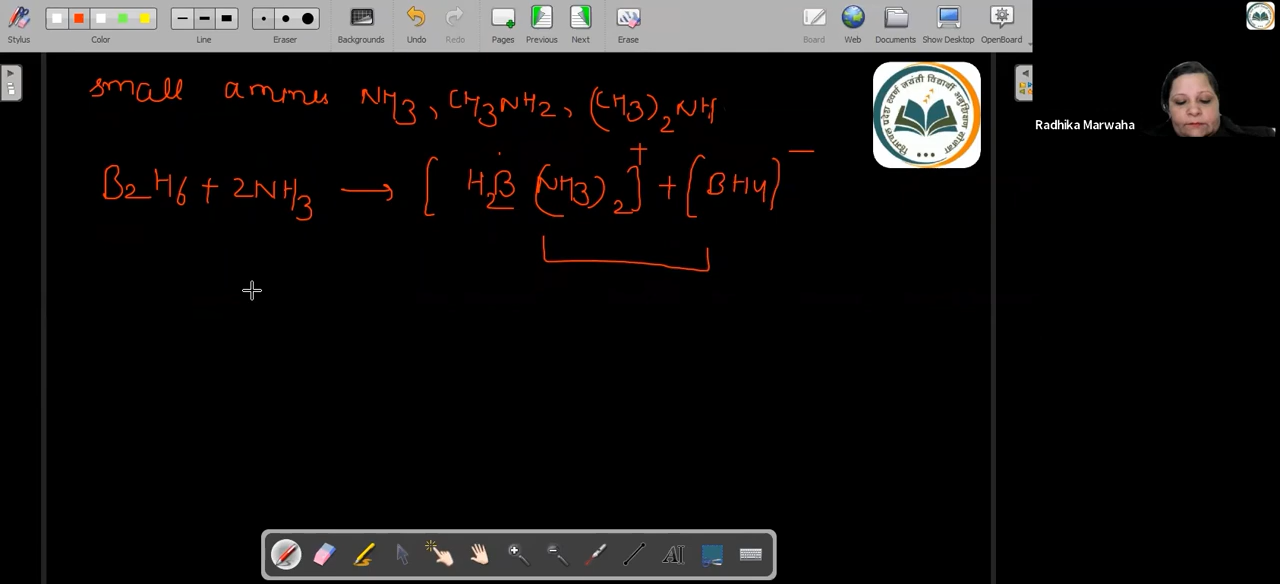 Stylus Color Line Eraser Backgrounds Undo Redo Pages Previous Next Erase Board Web Documents Show Desktop OpenBoard
small amines NH3, CH3NH2, (CH3)2NH
B2H6 + 2NH3 ⟶ [H2B(NH3)2]+ + [BH4]−
Radhika Marwaha
AI